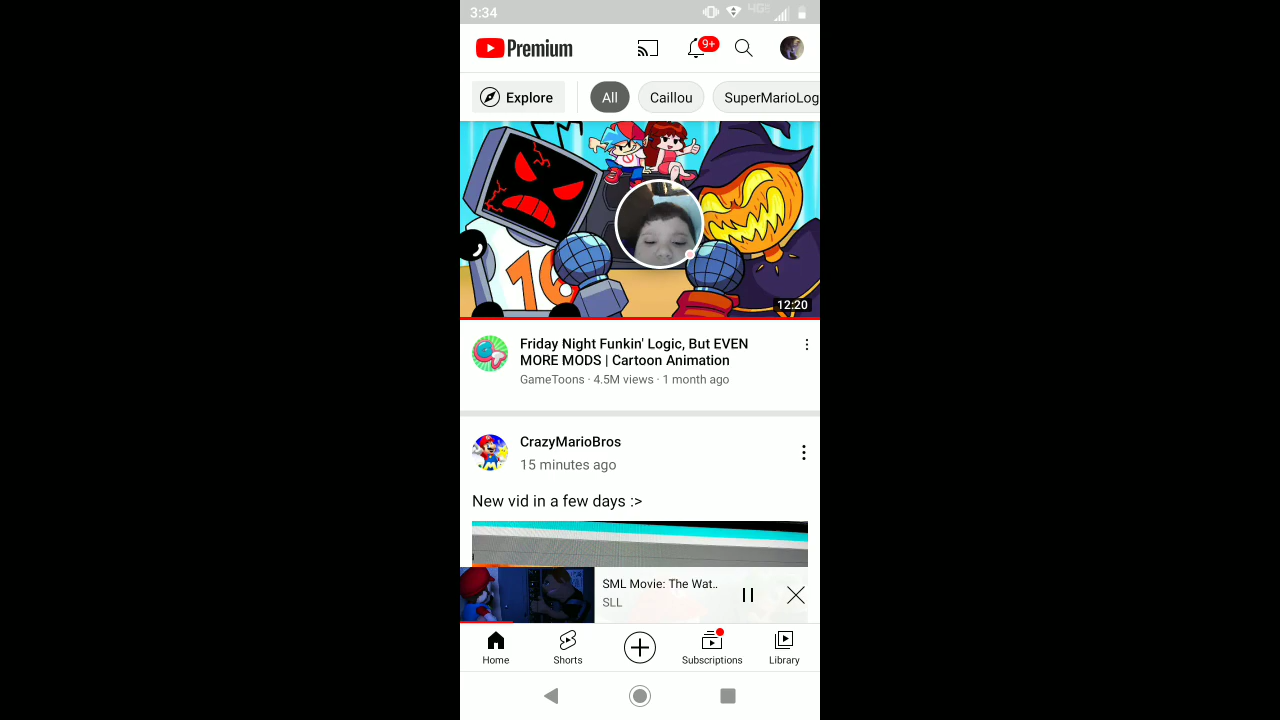 3:34
4G
Premium
9+
Explore
All
Caillou
SuperMarioLog
16
12:20
Friday Night Funkin' Logic, But EVEN
MORE MODS | Cartoon Animation
GameToons · 4.5M views · 1 month ago
CrazyMarioBros
15 minutes ago
New vid in a few days :>
SML Movie: The Wat..
SLL
Home
Shorts
Subscriptions
Library